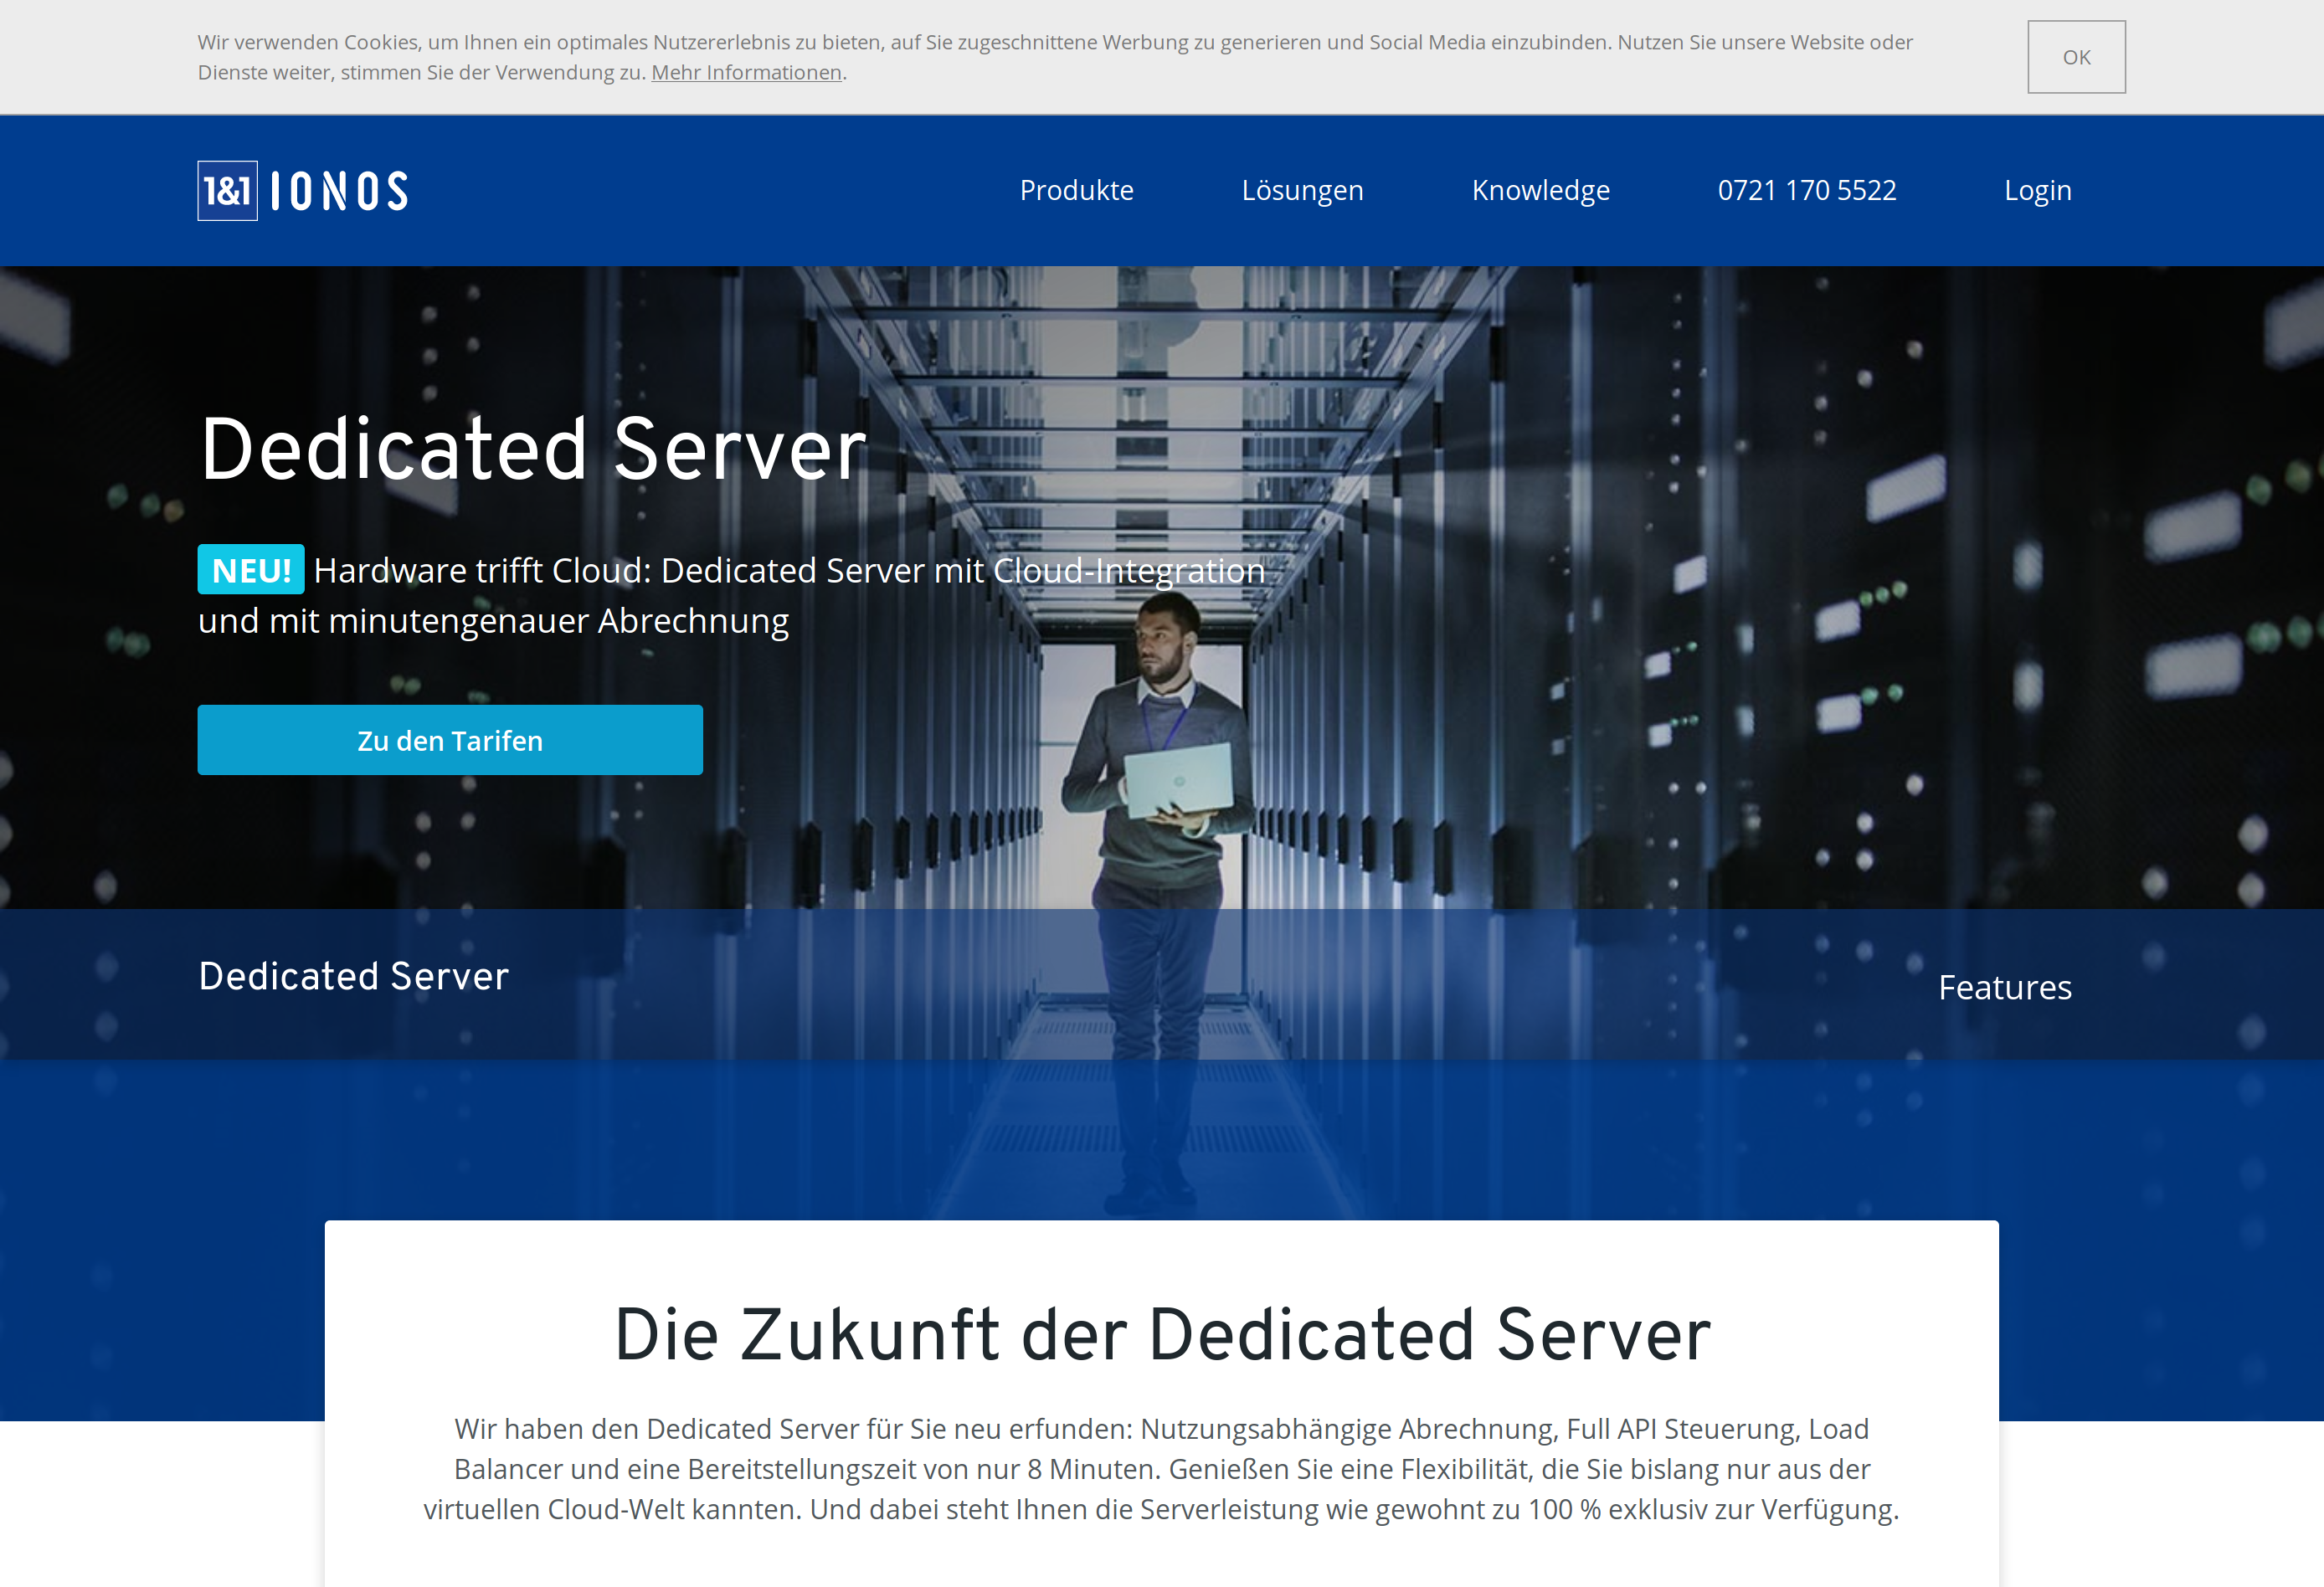 Wir verwenden Cookies, um Ihnen ein optimales Nutzererlebnis zu bieten, auf Sie zugeschnittene Werbung zu generieren und Social Media einzubinden. Nutzen Sie unsere Website oder
Dienste weiter, stimmen Sie der Verwendung zu. Mehr Informationen.
OK
1&1 IONOS
Produkte
Lösungen
Knowledge
0721 170 5522
Login
Dedicated Server
NEU! Hardware trifft Cloud: Dedicated Server mit Cloud-Integration
und mit minutengenauer Abrechnung
Zu den Tarifen
Dedicated Server
Features
Die Zukunft der Dedicated Server
Wir haben den Dedicated Server für Sie neu erfunden: Nutzungsabhängige Abrechnung, Full API Steuerung, Load
Balancer und eine Bereitstellungszeit von nur 8 Minuten. Genießen Sie eine Flexibilität, die Sie bislang nur aus der
virtuellen Cloud-Welt kannten. Und dabei steht Ihnen die Serverleistung wie gewohnt zu 100 % exklusiv zur Verfügung.